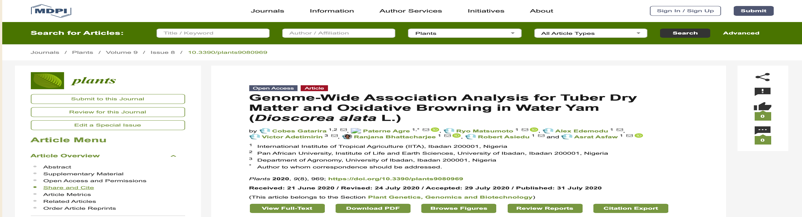 MDPI
Journals Information Author Services Initiatives About
Sign In / Sign Up Submit
Search for Articles: Title / Keyword Author / Affiliation Plants All Article Types Search Advanced
Journals / Plants / Volume 9 / Issue 8 / 10.3390/plants9080969
plants
Submit to this Journal
Review for this Journal
Edit a Special Issue
Article Menu
Article Overview
Abstract
Supplementary Material
Open Access and Permissions
Share and Cite
Article Metrics
Related Articles
Order Article Reprints
Open Access Article
Genome-Wide Association Analysis for Tuber Dry
Matter and Oxidative Browning in Water Yam
(Dioscorea alata L.)
by Cobes Gatarira 1,2, Paterne Agre 1,*, Ryo Matsumoto 1, Alex Edemodu 1,
Victor Adetimirin 3, Ranjana Bhattacharjee 1, Robert Asiedu 1 and Asrat Asfaw 1
1 International Institute of Tropical Agriculture (IITA), Ibadan 200001, Nigeria
2 Pan African University, Institute of Life and Earth Sciences, University of Ibadan, Ibadan 200001, Nigeria
3 Department of Agronomy, University of Ibadan, Ibadan 200001, Nigeria
* Author to whom correspondence should be addressed.
Plants 2020, 9(8), 969; https://doi.org/10.3390/plants9080969
Received: 21 June 2020 / Revised: 24 July 2020 / Accepted: 29 July 2020 / Published: 31 July 2020
(This article belongs to the Section Plant Genetics, Genomics and Biotechnology)
View Full-Text Download PDF Browse Figures Review Reports Citation Export
0
0